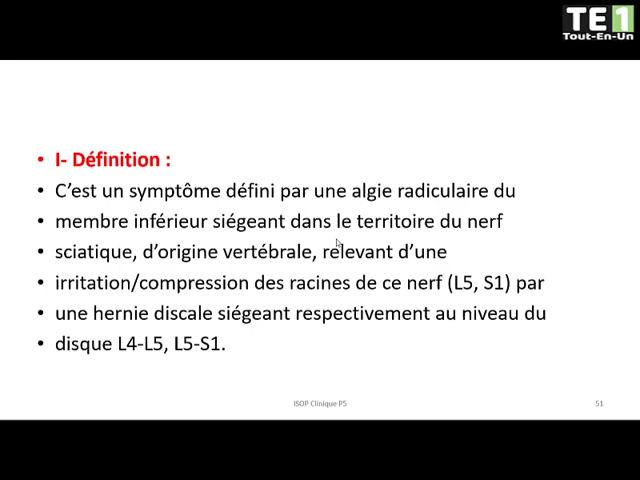 TE1
Tout-En-Un
• I- Définition :
• C’est un symptôme défini par une algie radiculaire du
• membre inférieur siégeant dans le territoire du nerf
• sciatique, d’origine vertébrale, relevant d’une
• irritation/compression des racines de ce nerf (L5, S1) par
• une hernie discale siégeant respectivement au niveau du
• disque L4-L5, L5-S1.
ISOP Clinique P5
51